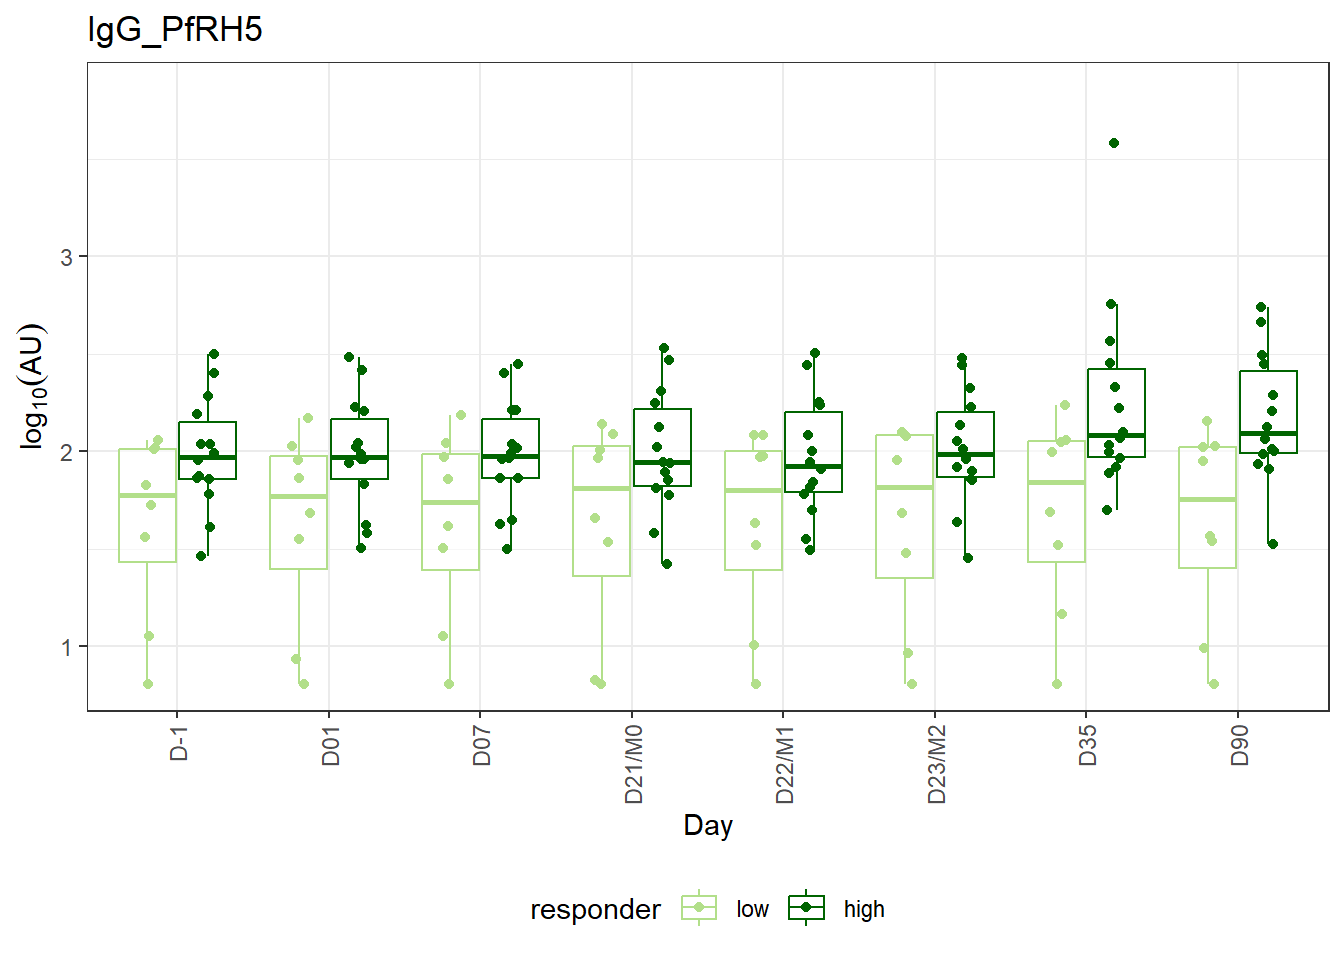 IgG_PfRH5
log10(AU)
3
2
1
D-1
D01
D07
D21/M0
D22/M1
D23/M2
D35
D90
Day
responder
low
high